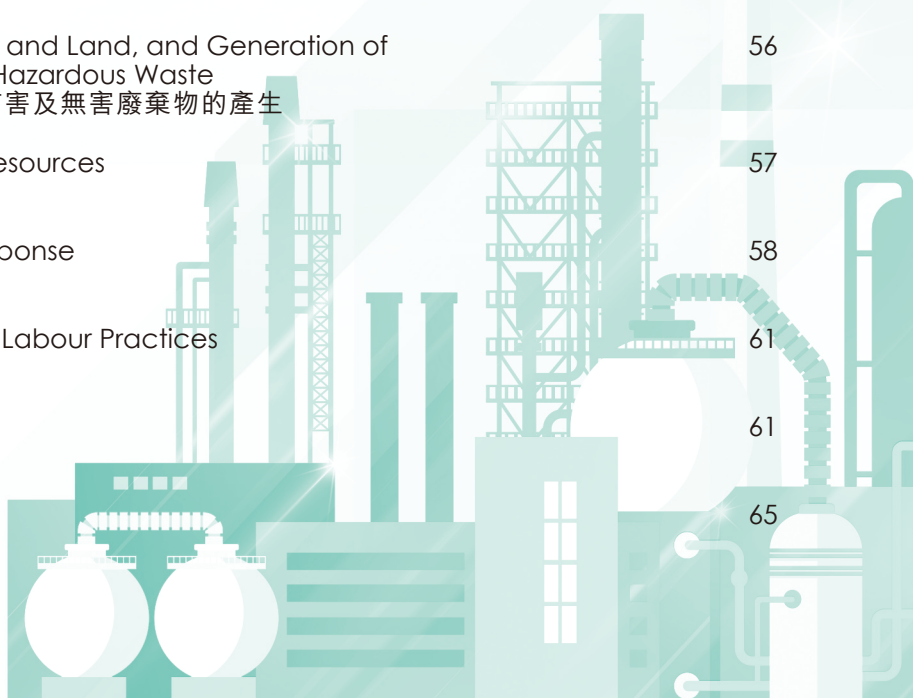 and Land, and Generation of 56
Hazardous Waste
害及無害廢棄物的產生
esources 57
ponse 58
Labour Practices 61
61
65